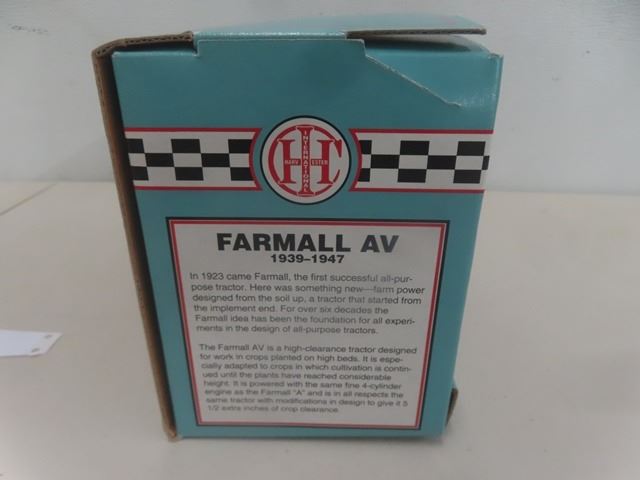 INTERNATIONAL
HARVESTER
FARMALL AV
1939–1947
In 1923 came Farmall, the first successful all-pur-
pose tractor. Here was something new—farm power
designed from the soil up, a tractor that started from
the implement end. For over six decades the
Farmall idea has been the foundation for all experi-
ments in the design of all-purpose tractors.
The Farmall AV is a high-clearance tractor designed
for work in crops planted on high beds. It is espe-
cially adapted to crops in which cultivation is contin-
ued until the plants have reached considerable
height. It is powered with the same fine 4-cylinder
engine as the Farmall "A" and is in all respects the
same tractor with modifications in design to give it 5
1/2 extra inches of crop clearance.